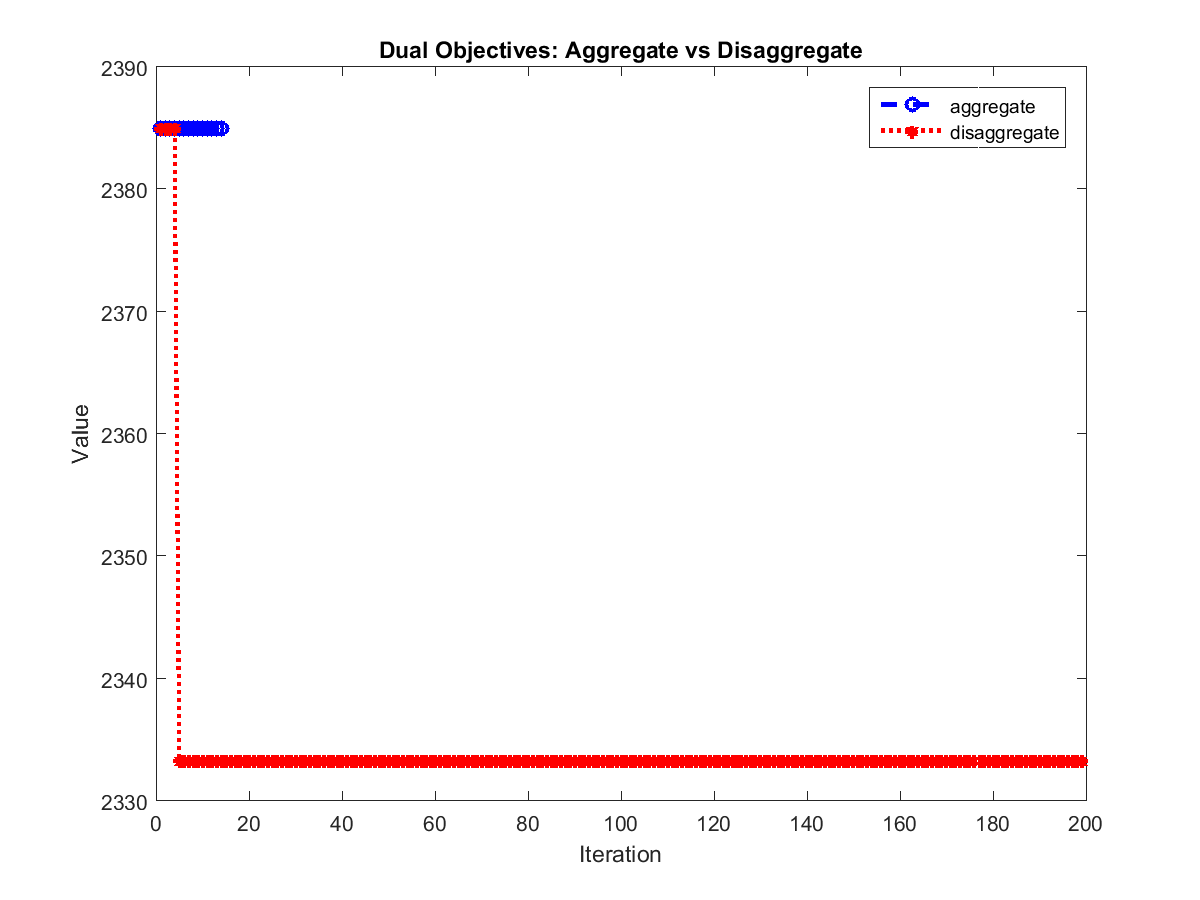 Dual Objectives: Aggregate vs Disaggregate
2390
2380
2370
2360
2350
2340
2330
Value
aggregate
disaggregate
0 20 40 60 80 100 120 140 160 180 200
Iteration